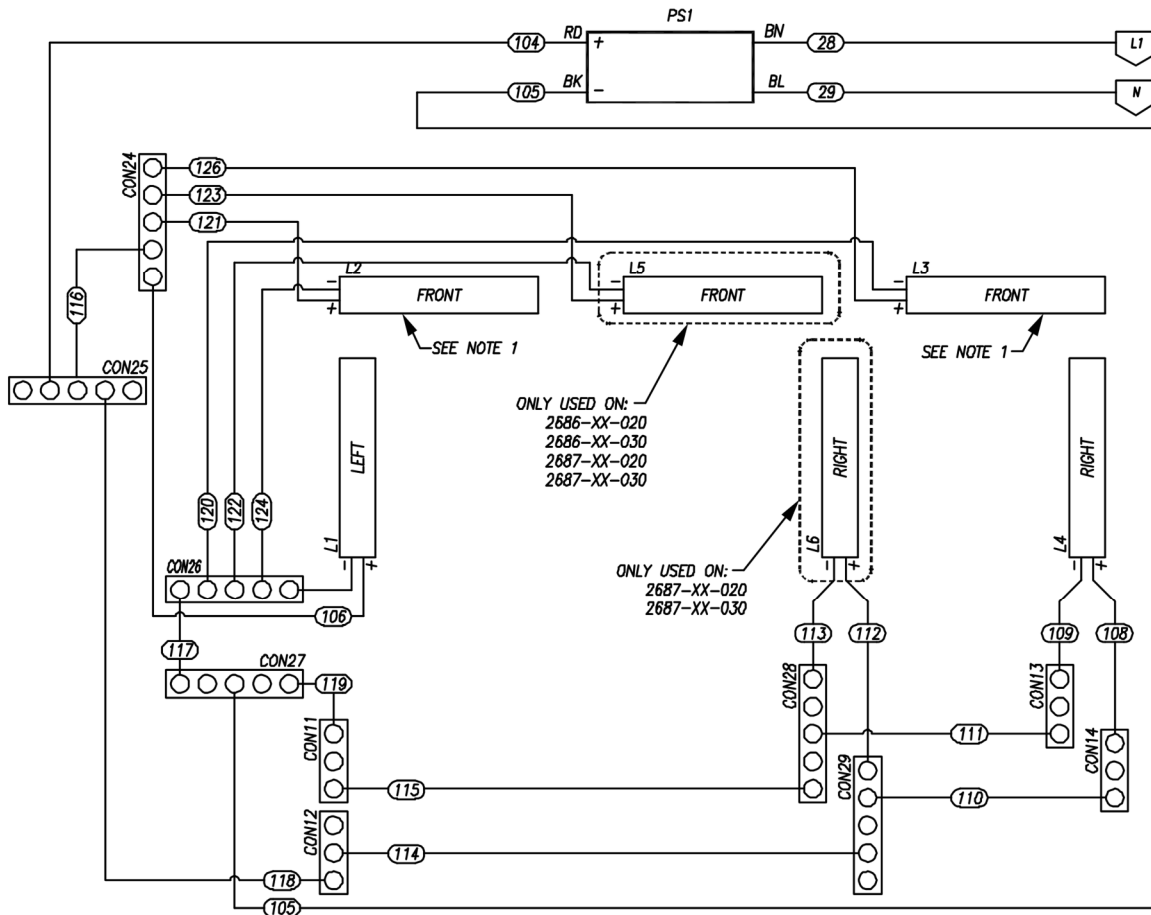 PS1
104
RD
+
BN
28
L1
105
BK
-
BL
29
N
CON24
126
123
121
116
L2
-
+
FRONT
L5
-
+
FRONT
L3
-
+
FRONT
SEE NOTE 1
SEE NOTE 1
CON25
ONLY USED ON:
2686-XX-020
2686-XX-030
2687-XX-020
2687-XX-030
LEFT
L1
-
+
RIGHT
L6
-
+
RIGHT
L4
-
+
120
122
124
CON26
106
ONLY USED ON:
2687-XX-020
2687-XX-030
117
CON27
119
113
112
109
108
CON28
CON13
CON11
111
CON14
CON29
115
110
CON12
114
118
105